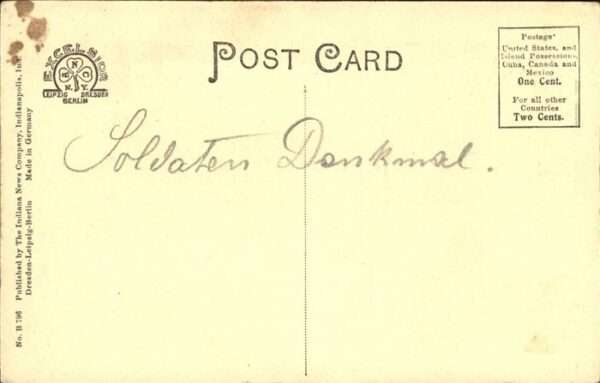 EXCELSIOR
A
N N CO
N.Y.
LEIPZIG DRESDEN
BERLIN
POST CARD
Postage
United States, and
Island Possessions,
Cuba, Canada and
Mexico
One Cent.
For all other
Countries
Two Cents.
Soldaten Denkmal.
No. B 796 Published by The Indiana News Company, Indianapolis, Ind.
Dresden-Leipzig-Berlin Made in Germany